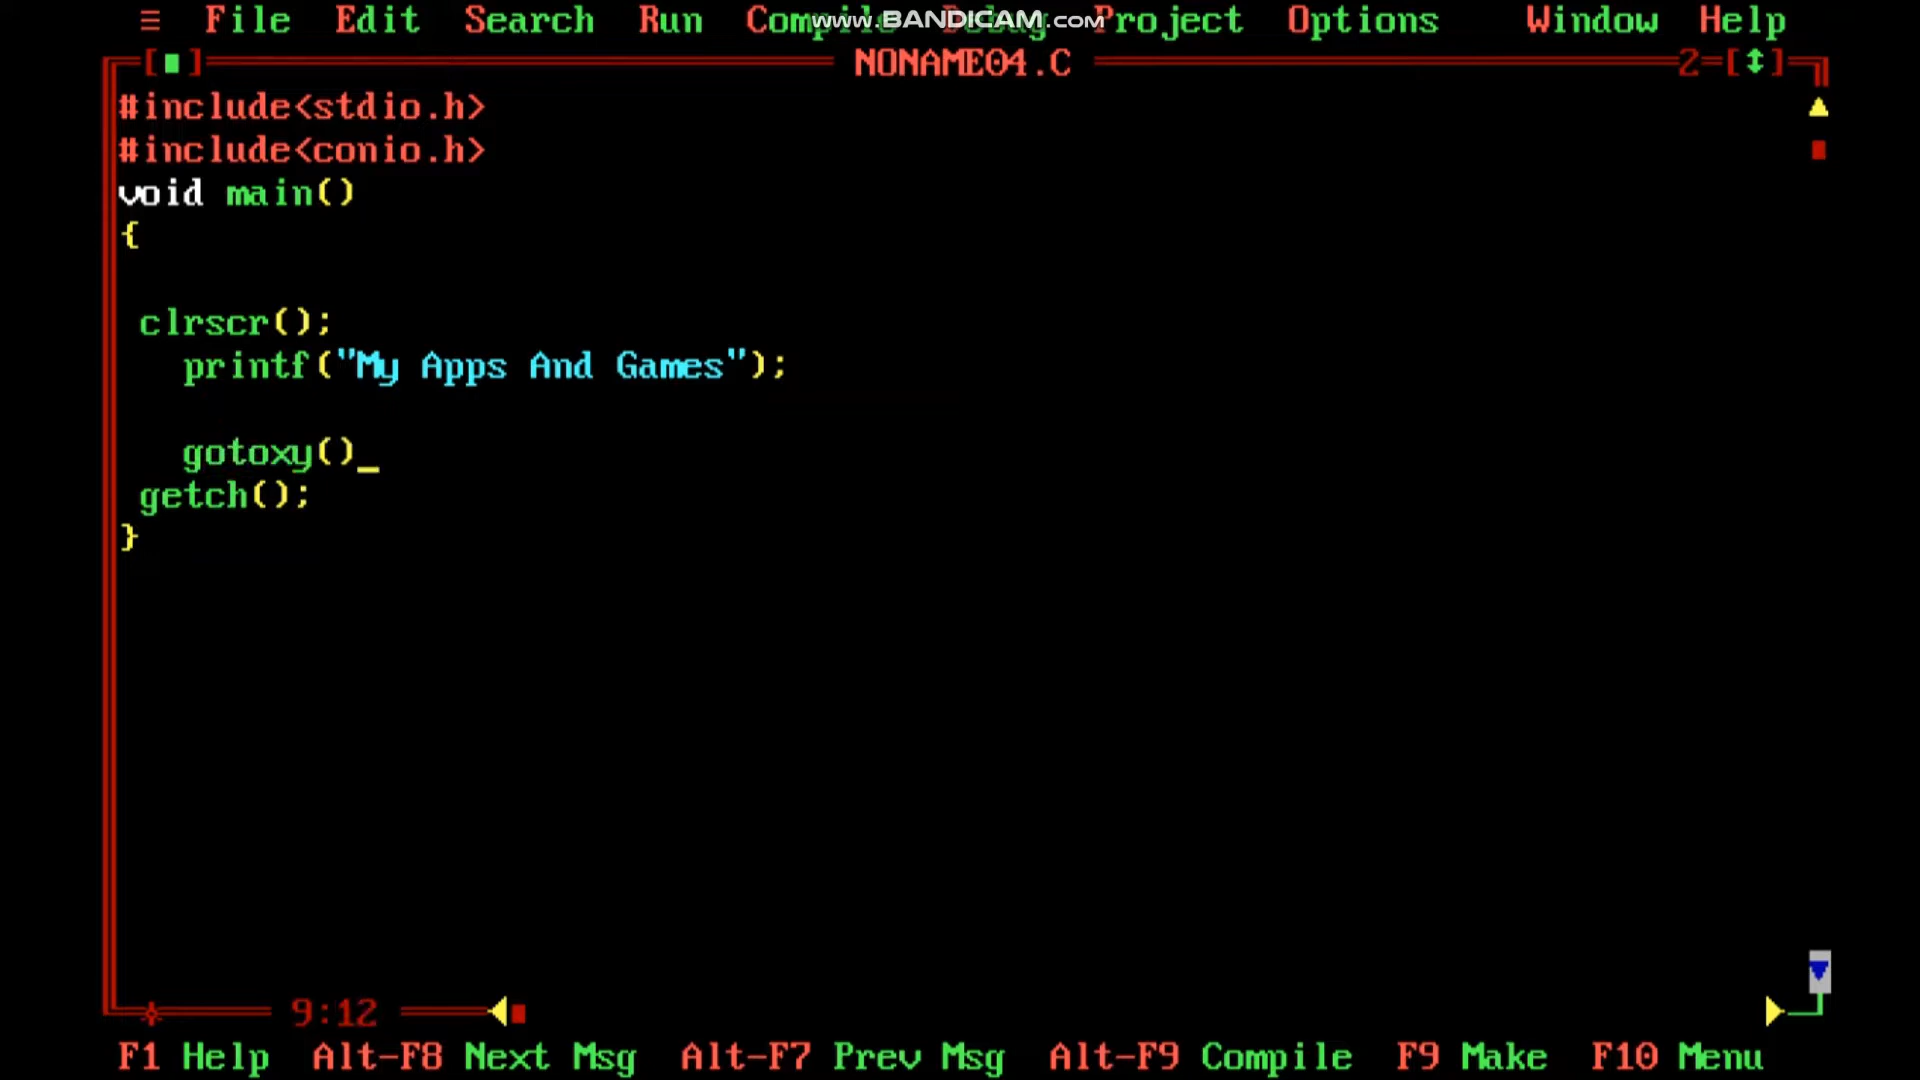 ≡ File Edit Search Run Compile Debug Project Options Window Help
www.BANDICAM.com
[■] NONAME04.C 2=[↕]
#include<stdio.h>
#include<conio.h>
void main()
{
clrscr();
printf("My Apps And Games");
gotoxy()_
getch();
}
9:12
F1 Help Alt-F8 Next Msg Alt-F7 Prev Msg Alt-F9 Compile F9 Make F10 Menu